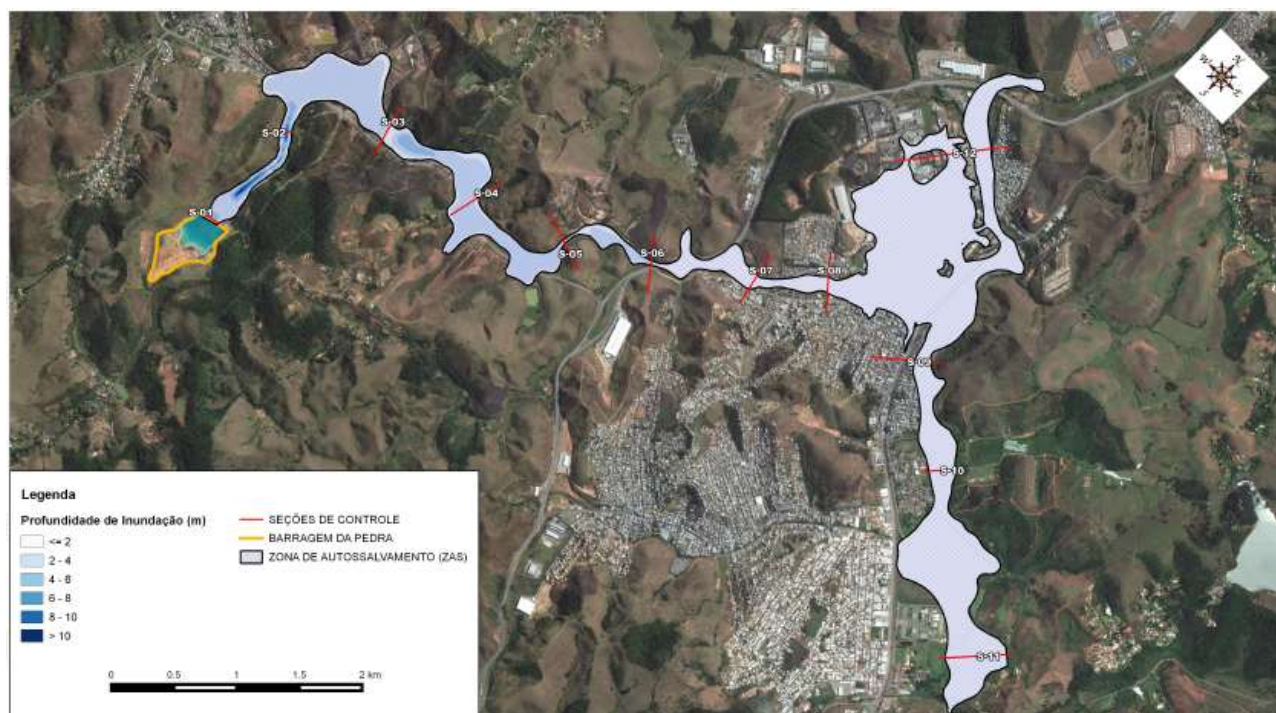 S-01
S-02
S-03
S-04
S-05
S-06
S-07
S-08
S-09
S-10
S-11
S-12
Legenda
Profundidade de Inundação (m)
<= 2
2 - 4
4 - 6
6 - 8
8 - 10
> 10
SEÇÕES DE CONTROLE
BARRAGEM DA PEDRA
ZONA DE AUTOSSALVAMENTO (ZAS)
0 0.5 1 1.5 2 km